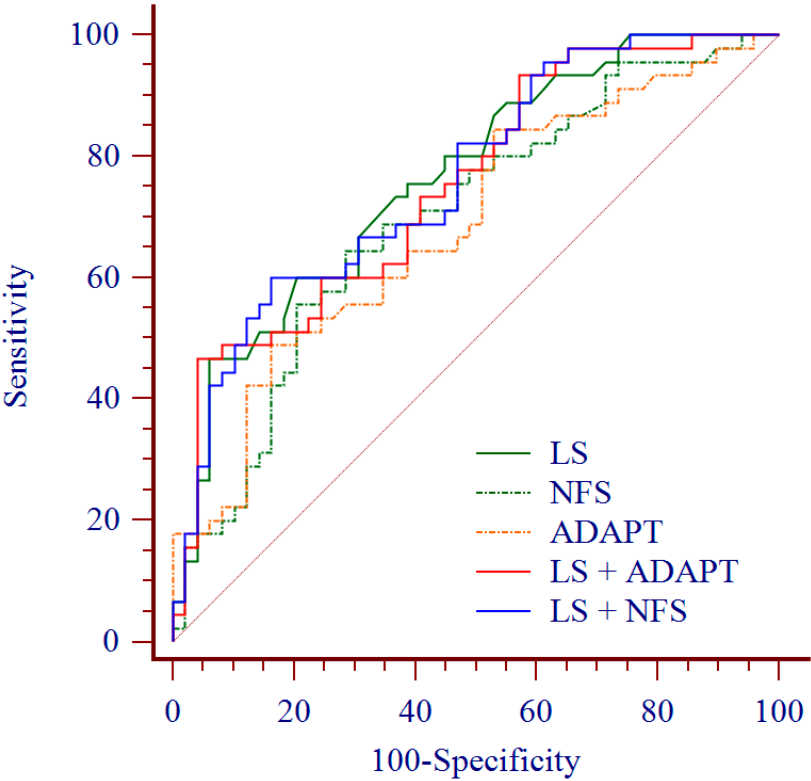 100
80
60
40
20
0
Sensitivity
LS
NFS
ADAPT
LS + ADAPT
LS + NFS
0 20 40 60 80 100
100-Specificity